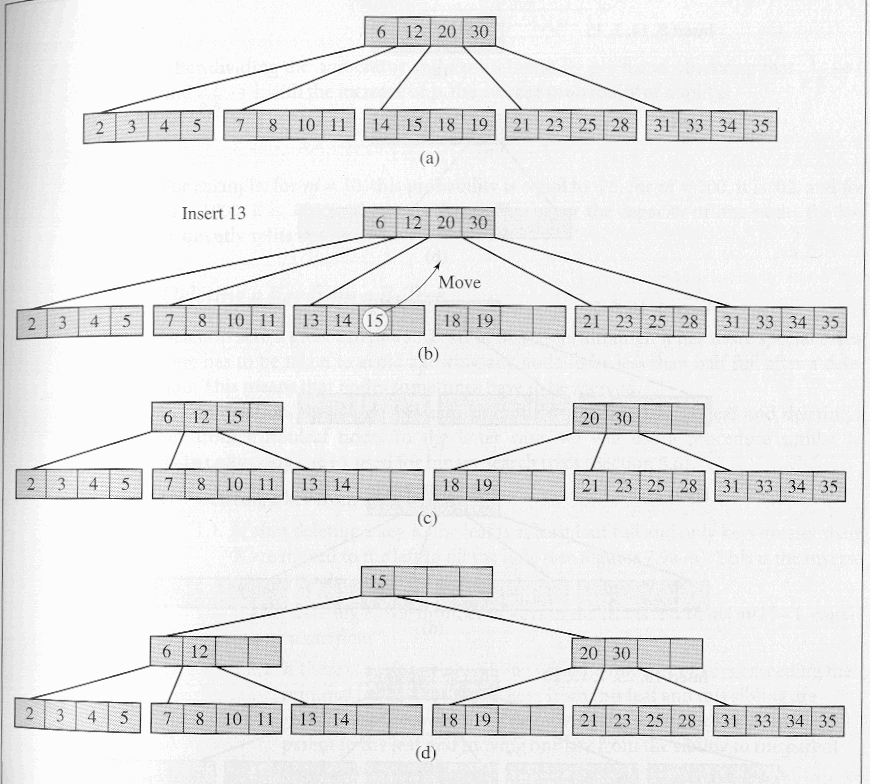 6 12 20 30
2 3 4 5 7 8 10 11 14 15 18 19 21 23 25 28 31 33 34 35
(a)
Insert 13
6 12 20 30
Move
2 3 4 5 7 8 10 11 13 14 15 18 19 21 23 25 28 31 33 34 35
(b)
6 12 15 20 30
2 3 4 5 7 8 10 11 13 14 18 19 21 23 25 28 31 33 34 35
(c)
15
6 12 20 30
2 3 4 5 7 8 10 11 13 14 18 19 21 23 25 28 31 33 34 35
(d)